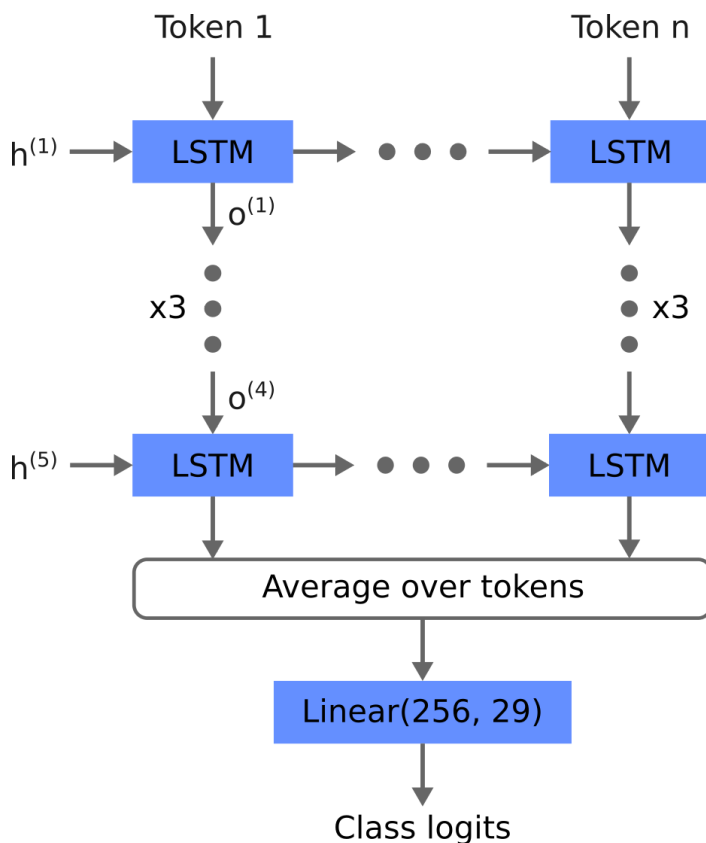 Token 1 Token n
h(1) LSTM LSTM
o(1)
x3 x3
o(4)
h(5) LSTM LSTM
Average over tokens
Linear(256, 29)
Class logits